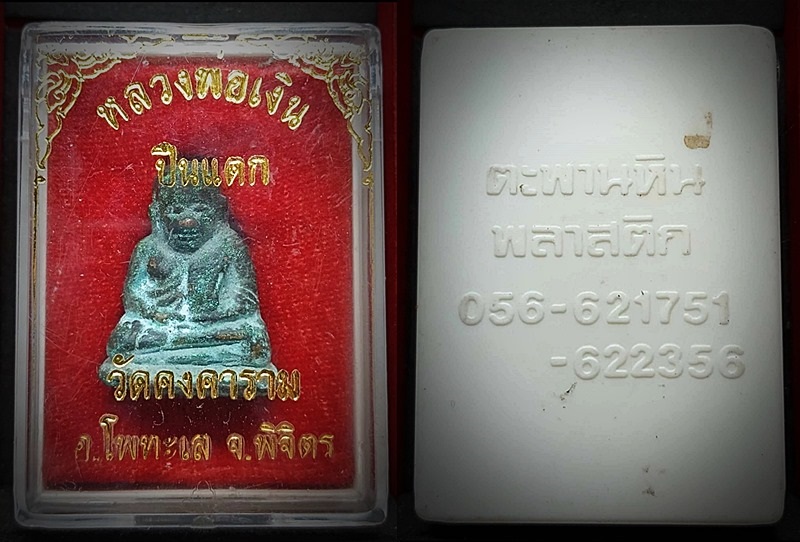 หลวงพ่อเงิน
ปืนแตก
วัดคงคาราม
อ.โพทะเล จ.พิจิตร
ตะพานหิน
พลาสติก
056-621751
-622356